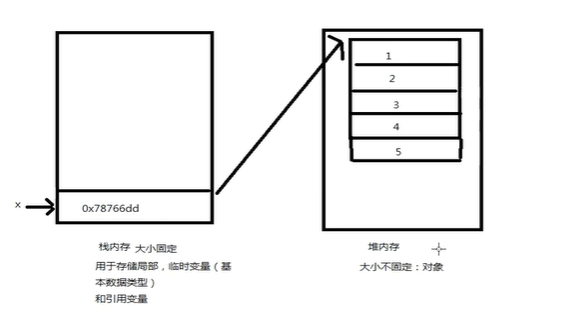 1
2
3
4
5
x
0x78766dd
栈内存 大小固定
用于存储局部，临时变量（基
本数据类型）
和引用变量
堆内存
大小不固定：对象